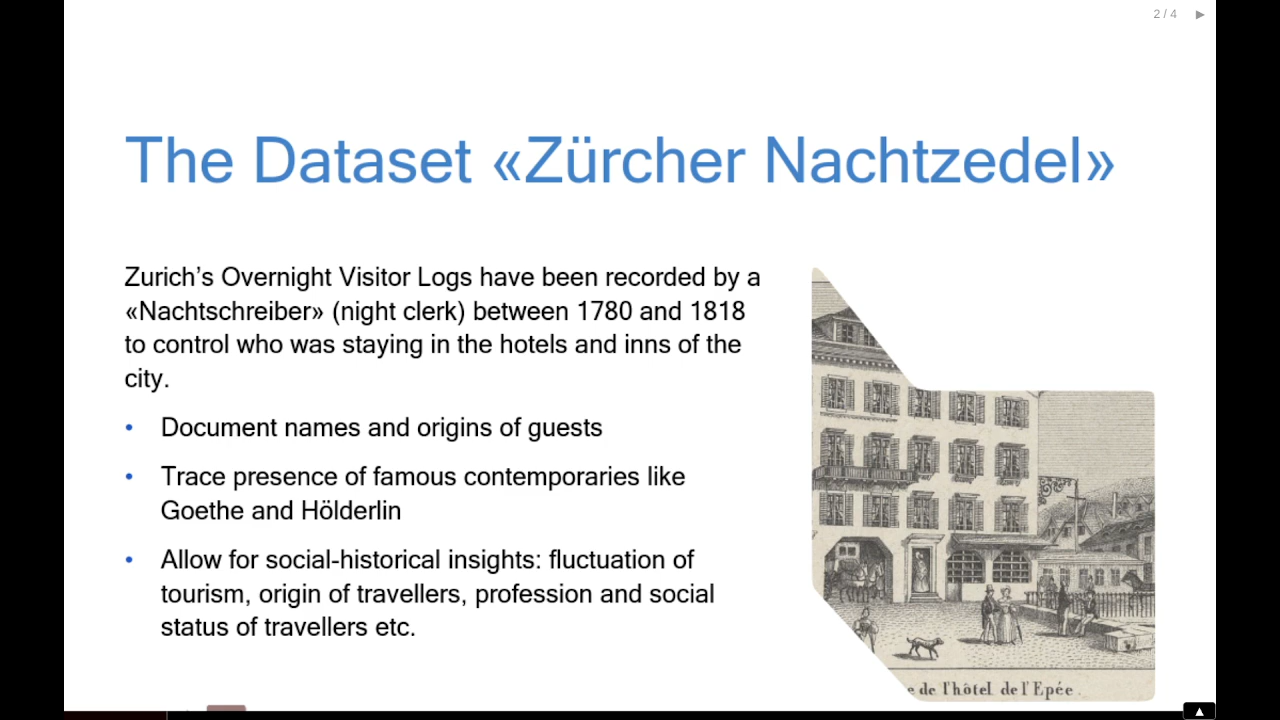 2 / 4
The Dataset «Zürcher Nachtzedel»
Zurich’s Overnight Visitor Logs have been recorded by a
«Nachtschreiber» (night clerk) between 1780 and 1818
to control who was staying in the hotels and inns of the
city.
• Document names and origins of guests
• Trace presence of famous contemporaries like
Goethe and Hölderlin
• Allow for social-historical insights: fluctuation of
tourism, origin of travellers, profession and social
status of travellers etc.
e de l'hôtel de l'Epée.